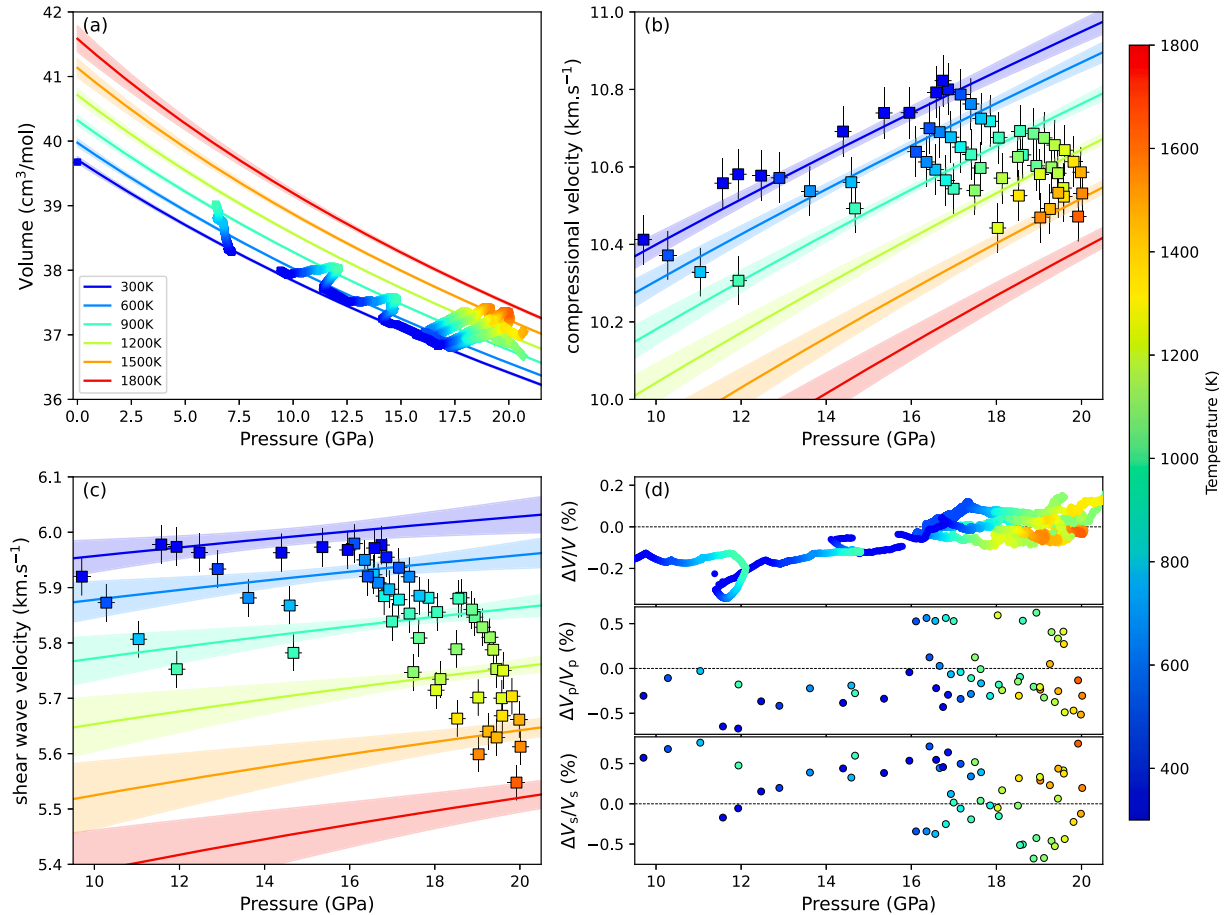 (a)
Volume (cm³/mol)
42
41
40
39
38
37
36
300K
600K
900K
1200K
1500K
1800K
0.0 2.5 5.0 7.5 10.0 12.5 15.0 17.5 20.0
Pressure (GPa)
(b)
compressional velocity (km.s⁻¹)
11.0
10.8
10.6
10.4
10.2
10.0
10 12 14 16 18 20
Pressure (GPa)
(c)
shear wave velocity (km.s⁻¹)
6.1
6.0
5.9
5.8
5.7
5.6
5.5
5.4
10 12 14 16 18 20
Pressure (GPa)
(d)
ΔV/V (%)
0.2
0.0
−0.2
ΔVₚ/Vₚ (%)
0.5
0.0
−0.5
ΔVₛ/Vₛ (%)
0.5
0.0
−0.5
10 12 14 16 18 20
Pressure (GPa)
1800
1600
1400
1200
1000
800
600
400
Temperature (K)